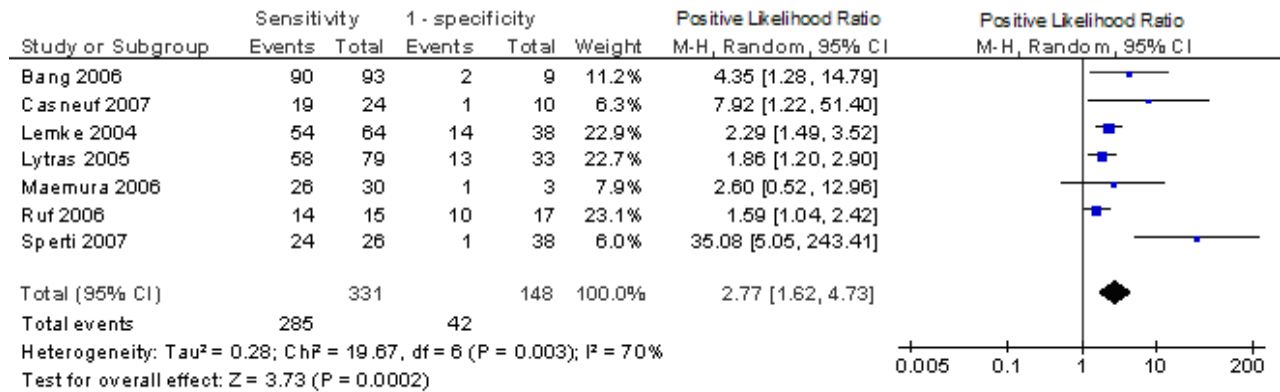 Sensitivity 1 - specificity Positive Likelihood Ratio Positive Likelihood Ratio
Study or Subgroup Events Total Events Total Weight M-H, Random, 95% CI M-H, Random, 95% CI
Bang 2006 90 93 2 9 11.2% 4.35 [1.28, 14.79]
Casneuf 2007 19 24 1 10 6.3% 7.92 [1.22, 51.40]
Lemke 2004 54 64 14 38 22.9% 2.29 [1.49, 3.52]
Lytras 2005 58 79 13 33 22.7% 1.86 [1.20, 2.90]
Maemura 2006 26 30 1 3 7.9% 2.60 [0.52, 12.96]
Ruf 2006 14 15 10 17 23.1% 1.59 [1.04, 2.42]
Sperti 2007 24 26 1 38 6.0% 35.08 [5.05, 243.41]
Total (95% CI) 331 148 100.0% 2.77 [1.62, 4.73]
Total events 285 42
Heterogeneity: Tau² = 0.28; Chi² = 19.67, df = 6 (P = 0.003); I² = 70%
Test for overall effect: Z = 3.73 (P = 0.0002)
0.005 0.1 1 10 200